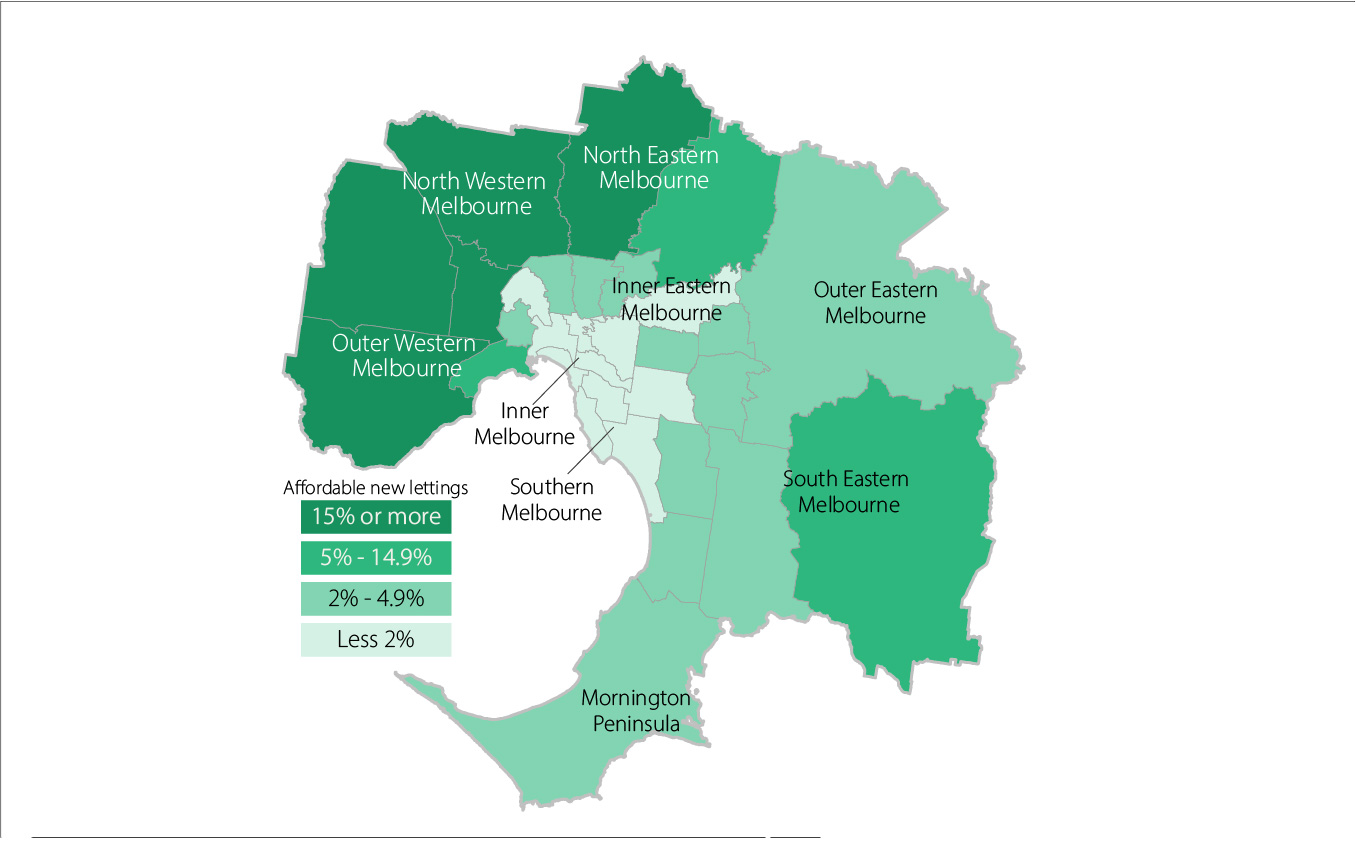 North Eastern
Melbourne
North Western
Melbourne
Inner Eastern
Melbourne
Outer Eastern
Melbourne
Outer Western
Melbourne
Inner
Melbourne
Southern
Melbourne
South Eastern
Melbourne
Affordable new lettings
15% or more
5% - 14.9%
2% - 4.9%
Less 2%
Mornington
Peninsula